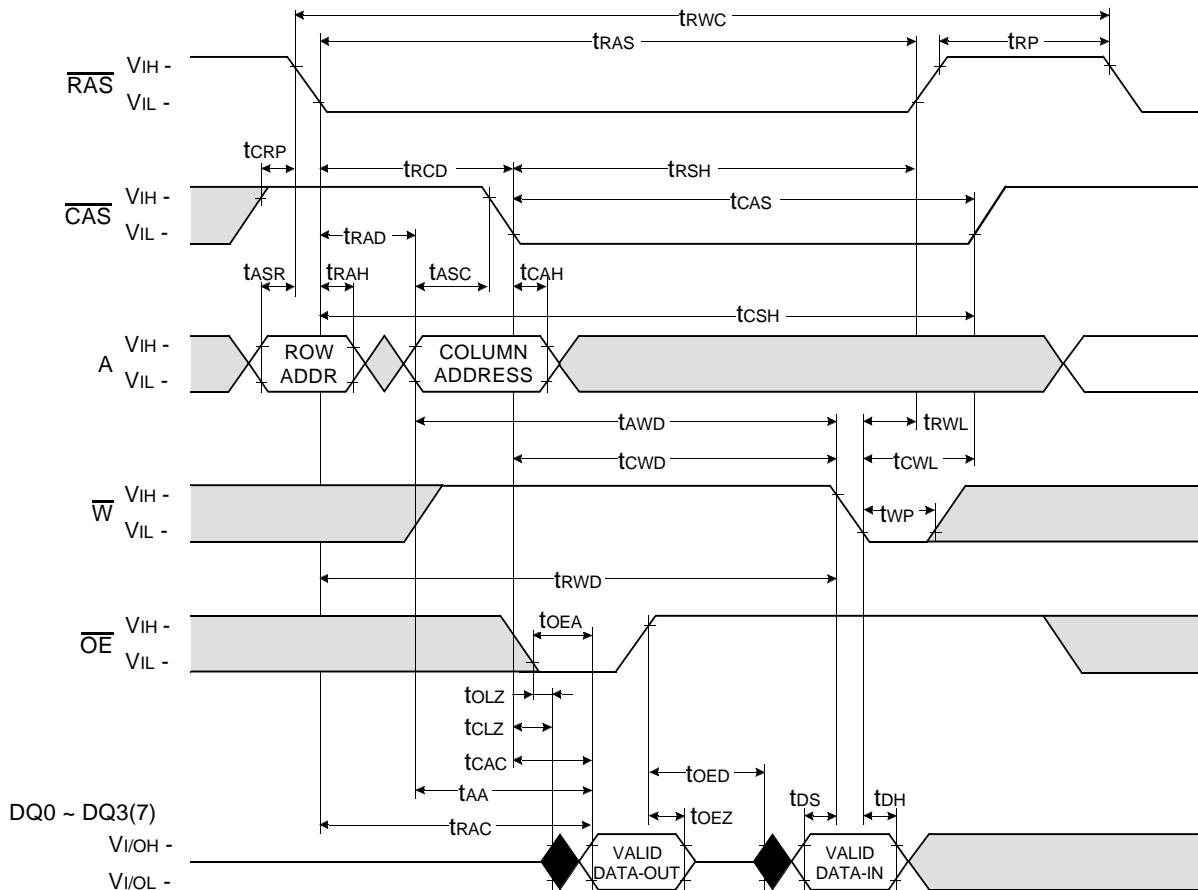 tRWC
tRAS
tRP
RAS
VIH -
VIL -
tCRP
tRCD
tRSH
CAS
VIH -
VIL -
tCAS
tRAD
tASR
tRAH
tASC
tCAH
tCSH
A
VIH -
VIL -
ROW
ADDR
COLUMN
ADDRESS
tAWD
tRWL
tCWD
tCWL
W
VIH -
VIL -
tWP
tRWD
OE
VIH -
VIL -
tOEA
tOLZ
tCLZ
tCAC
tOED
tAA
tDS
tDH
DQ0 ~ DQ3(7)
tRAC
tOEZ
VI/OH -
VI/OL -
VALID
DATA-OUT
VALID
DATA-IN